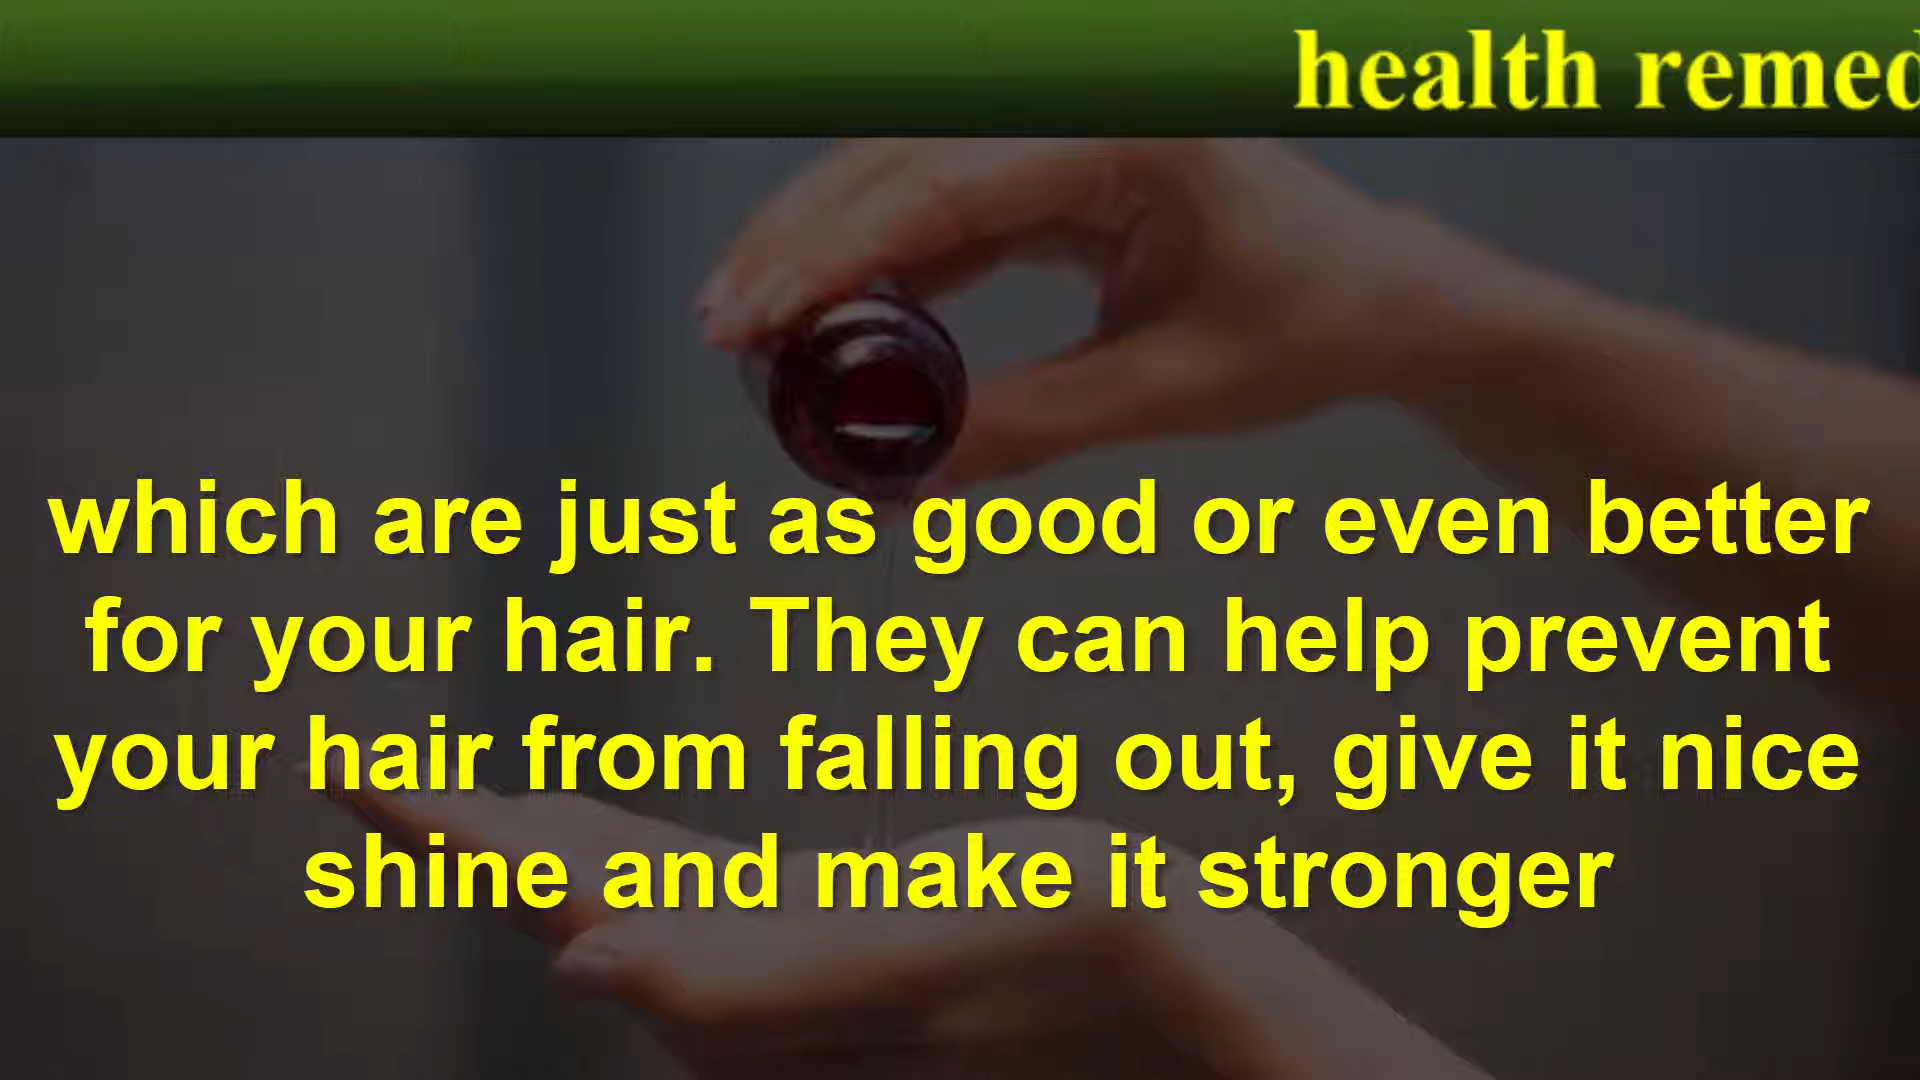 health remed
which are just as good or even better
for your hair. They can help prevent
your hair from falling out, give it nice
shine and make it stronger